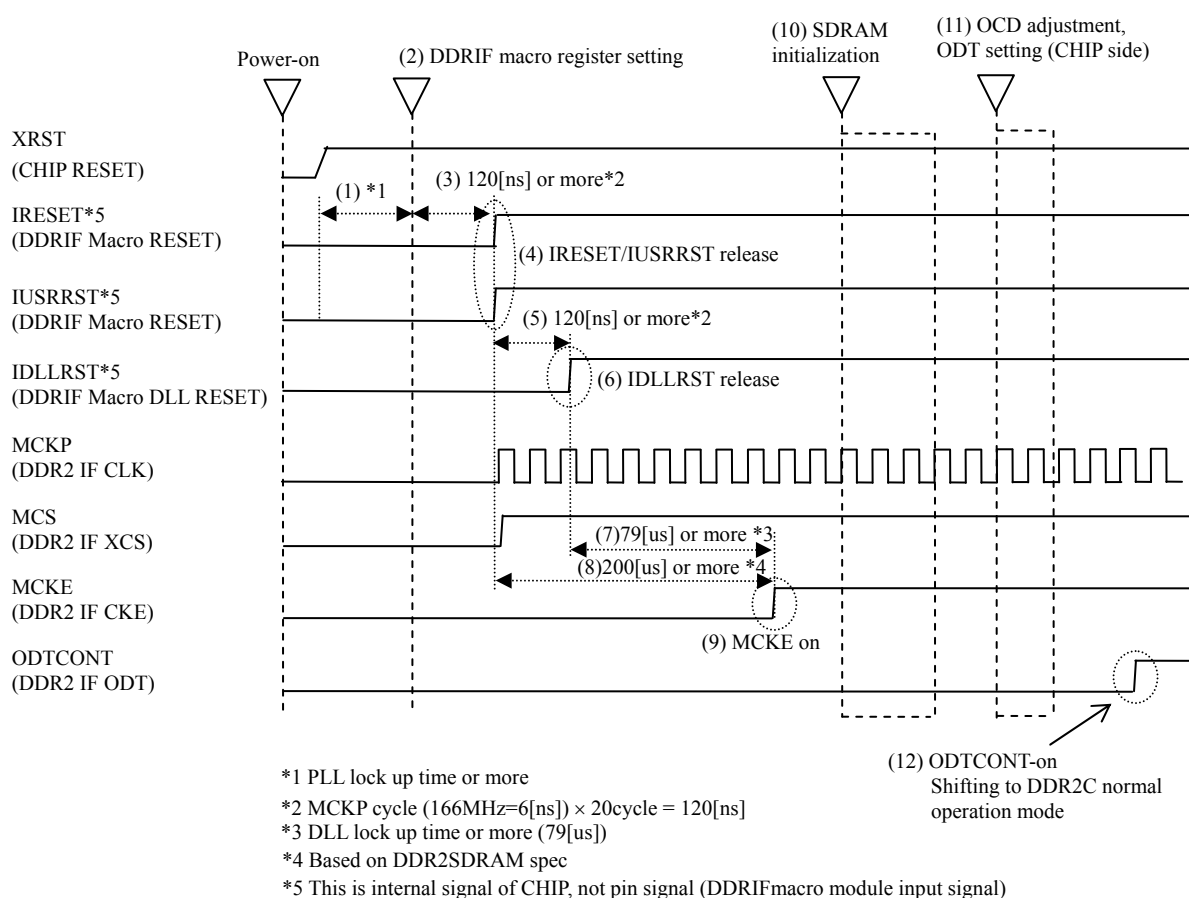 (10) SDRAM
initialization
(11) OCD adjustment,
ODT setting (CHIP side)
Power-on
(2) DDRIF macro register setting
XRST
(CHIP RESET)
(1) *1
(3) 120[ns] or more*2
IRESET*5
(DDRIF Macro RESET)
(4) IRESET/IUSRRST release
IUSRRST*5
(DDRIF Macro RESET)
(5) 120[ns] or more*2
IDLLRST*5
(DDRIF Macro DLL RESET)
(6) IDLLRST release
MCKP
(DDR2 IF CLK)
MCS
(DDR2 IF XCS)
(7)79[us] or more *3
(8)200[us] or more *4
MCKE
(DDR2 IF CKE)
(9) MCKE on
ODTCONT
(DDR2 IF ODT)
(12) ODTCONT-on
Shifting to DDR2C normal
operation mode
*1 PLL lock up time or more
*2 MCKP cycle (166MHz=6[ns]) × 20cycle = 120[ns]
*3 DLL lock up time or more (79[us])
*4 Based on DDR2SDRAM spec
*5 This is internal signal of CHIP, not pin signal (DDRIFmacro module input signal)